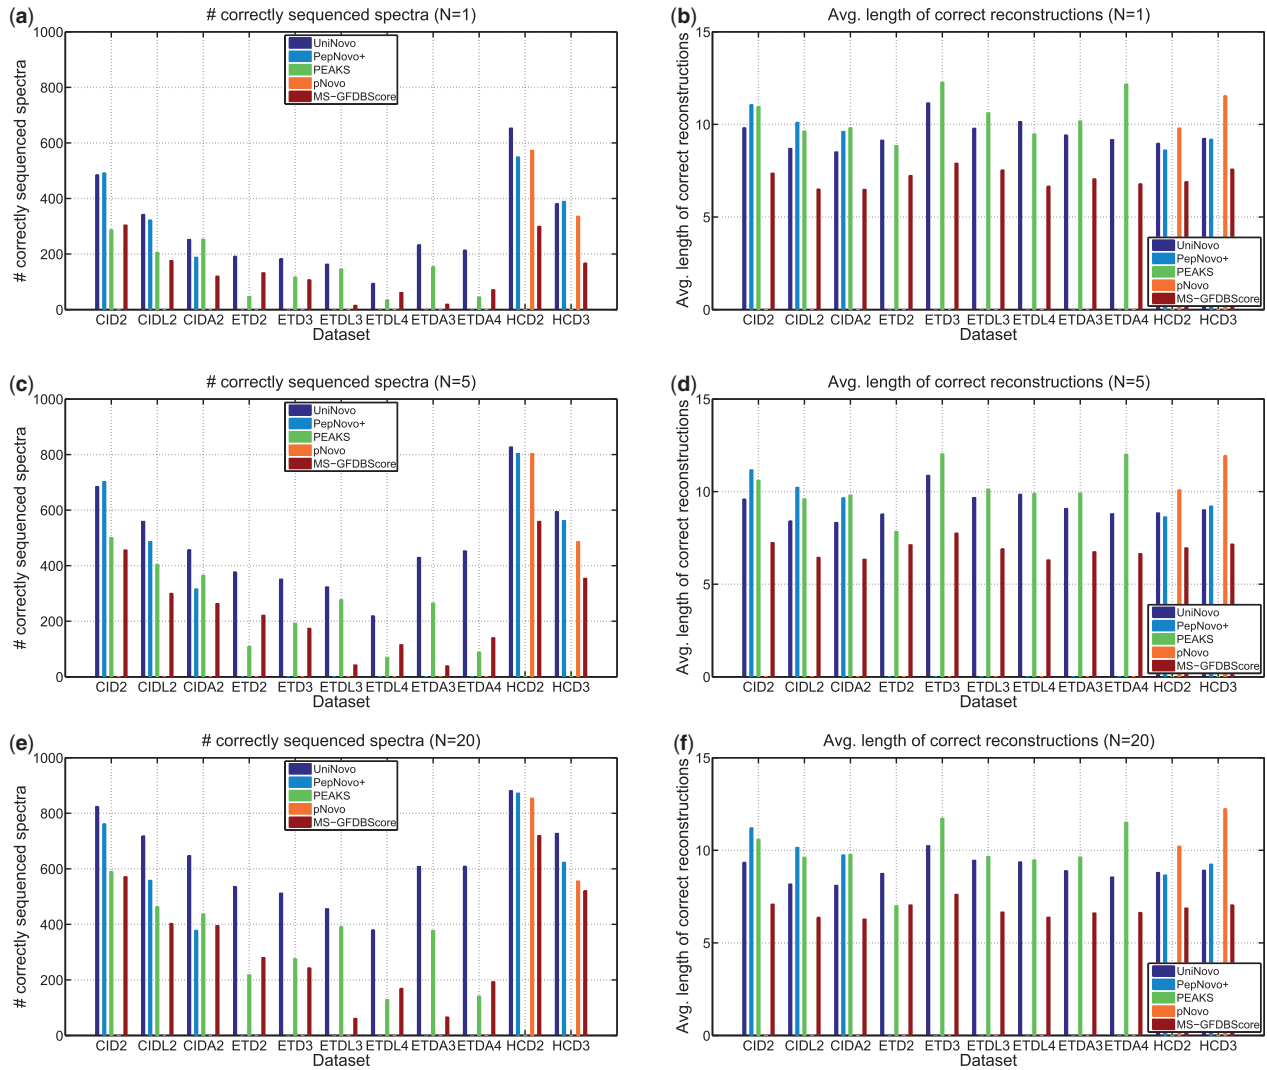 (a)
# correctly sequenced spectra (N=1)
# correctly sequenced spectra
1000
800
600
400
200
0
UniNovo
PepNovo+
PEAKS
pNovo
MS-GFDBScore
CID2 CIDL2 CIDA2 ETD2 ETD3 ETDL3 ETDL4 ETDA3 ETDA4 HCD2 HCD3
Dataset
(b)
Avg. length of correct reconstructions (N=1)
Avg. length of correct reconstructions
15
10
5
0
UniNovo
PepNovo+
PEAKS
pNovo
MS-GFDBScore
CID2 CIDL2 CIDA2 ETD2 ETD3 ETDL3 ETDL4 ETDA3 ETDA4 HCD2 HCD3
Dataset
(c)
# correctly sequenced spectra (N=5)
# correctly sequenced spectra
1000
800
600
400
200
0
UniNovo
PepNovo+
PEAKS
pNovo
MS-GFDBScore
CID2 CIDL2 CIDA2 ETD2 ETD3 ETDL3 ETDL4 ETDA3 ETDA4 HCD2 HCD3
Dataset
(d)
Avg. length of correct reconstructions (N=5)
Avg. length of correct reconstructions
15
10
5
0
UniNovo
PepNovo+
PEAKS
pNovo
MS-GFDBScore
CID2 CIDL2 CIDA2 ETD2 ETD3 ETDL3 ETDL4 ETDA3 ETDA4 HCD2 HCD3
Dataset
(e)
# correctly sequenced spectra (N=20)
# correctly sequenced spectra
1000
800
600
400
200
0
UniNovo
PepNovo+
PEAKS
pNovo
MS-GFDBScore
CID2 CIDL2 CIDA2 ETD2 ETD3 ETDL3 ETDL4 ETDA3 ETDA4 HCD2 HCD3
Dataset
(f)
Avg. length of correct reconstructions (N=20)
Avg. length of correct reconstructions
15
10
5
0
UniNovo
PepNovo+
PEAKS
pNovo
MS-GFDBScore
CID2 CIDL2 CIDA2 ETD2 ETD3 ETDL3 ETDL4 ETDA3 ETDA4 HCD2 HCD3
Dataset